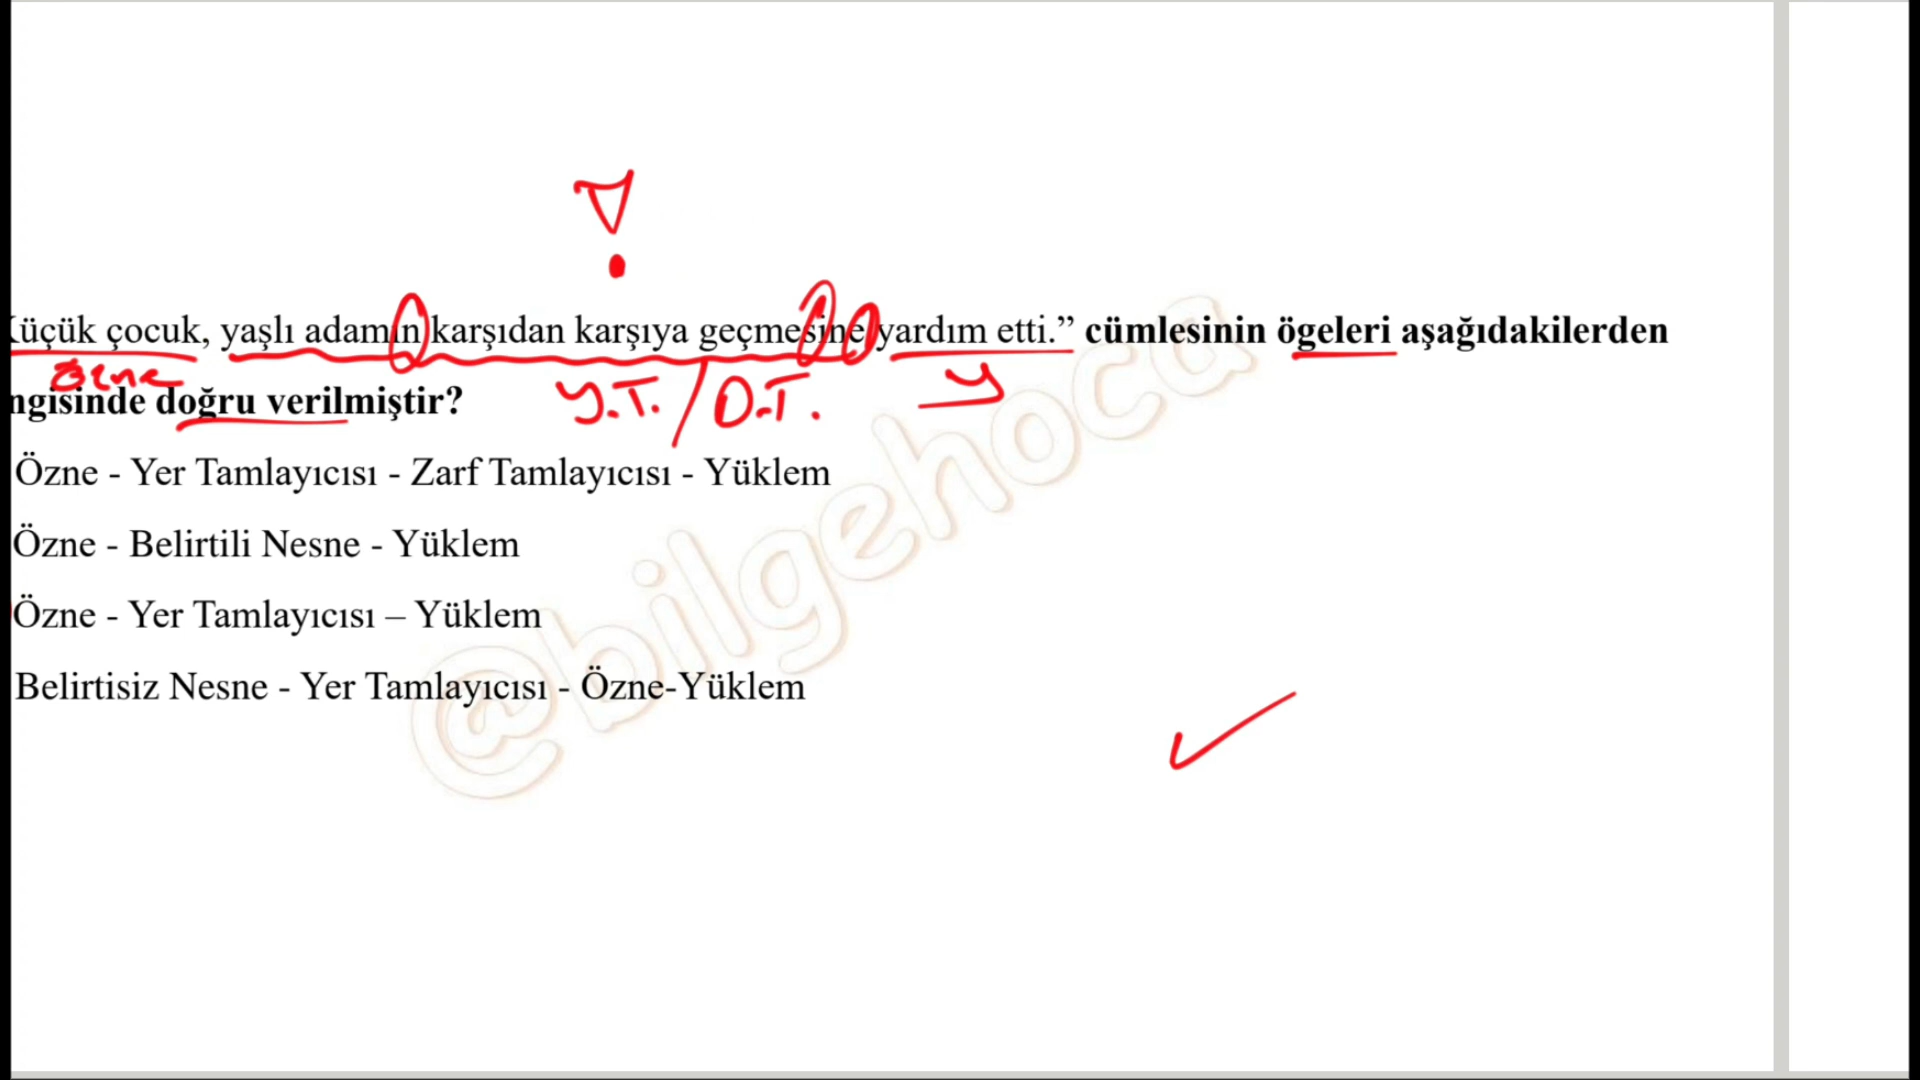 üçük çocuk, yaşlı adamın karşıdan karşıya geçmesine yardım etti.” cümlesinin ögeleri aşağıdakilerden
özne
ngisinde doğru verilmiştir?
Y.T. / D.T.
Y
Özne - Yer Tamlayıcısı - Zarf Tamlayıcısı - Yüklem
Özne - Belirtili Nesne - Yüklem
Özne - Yer Tamlayıcısı – Yüklem
Belirtisiz Nesne - Yer Tamlayıcısı - Özne-Yüklem
@bilgehoca